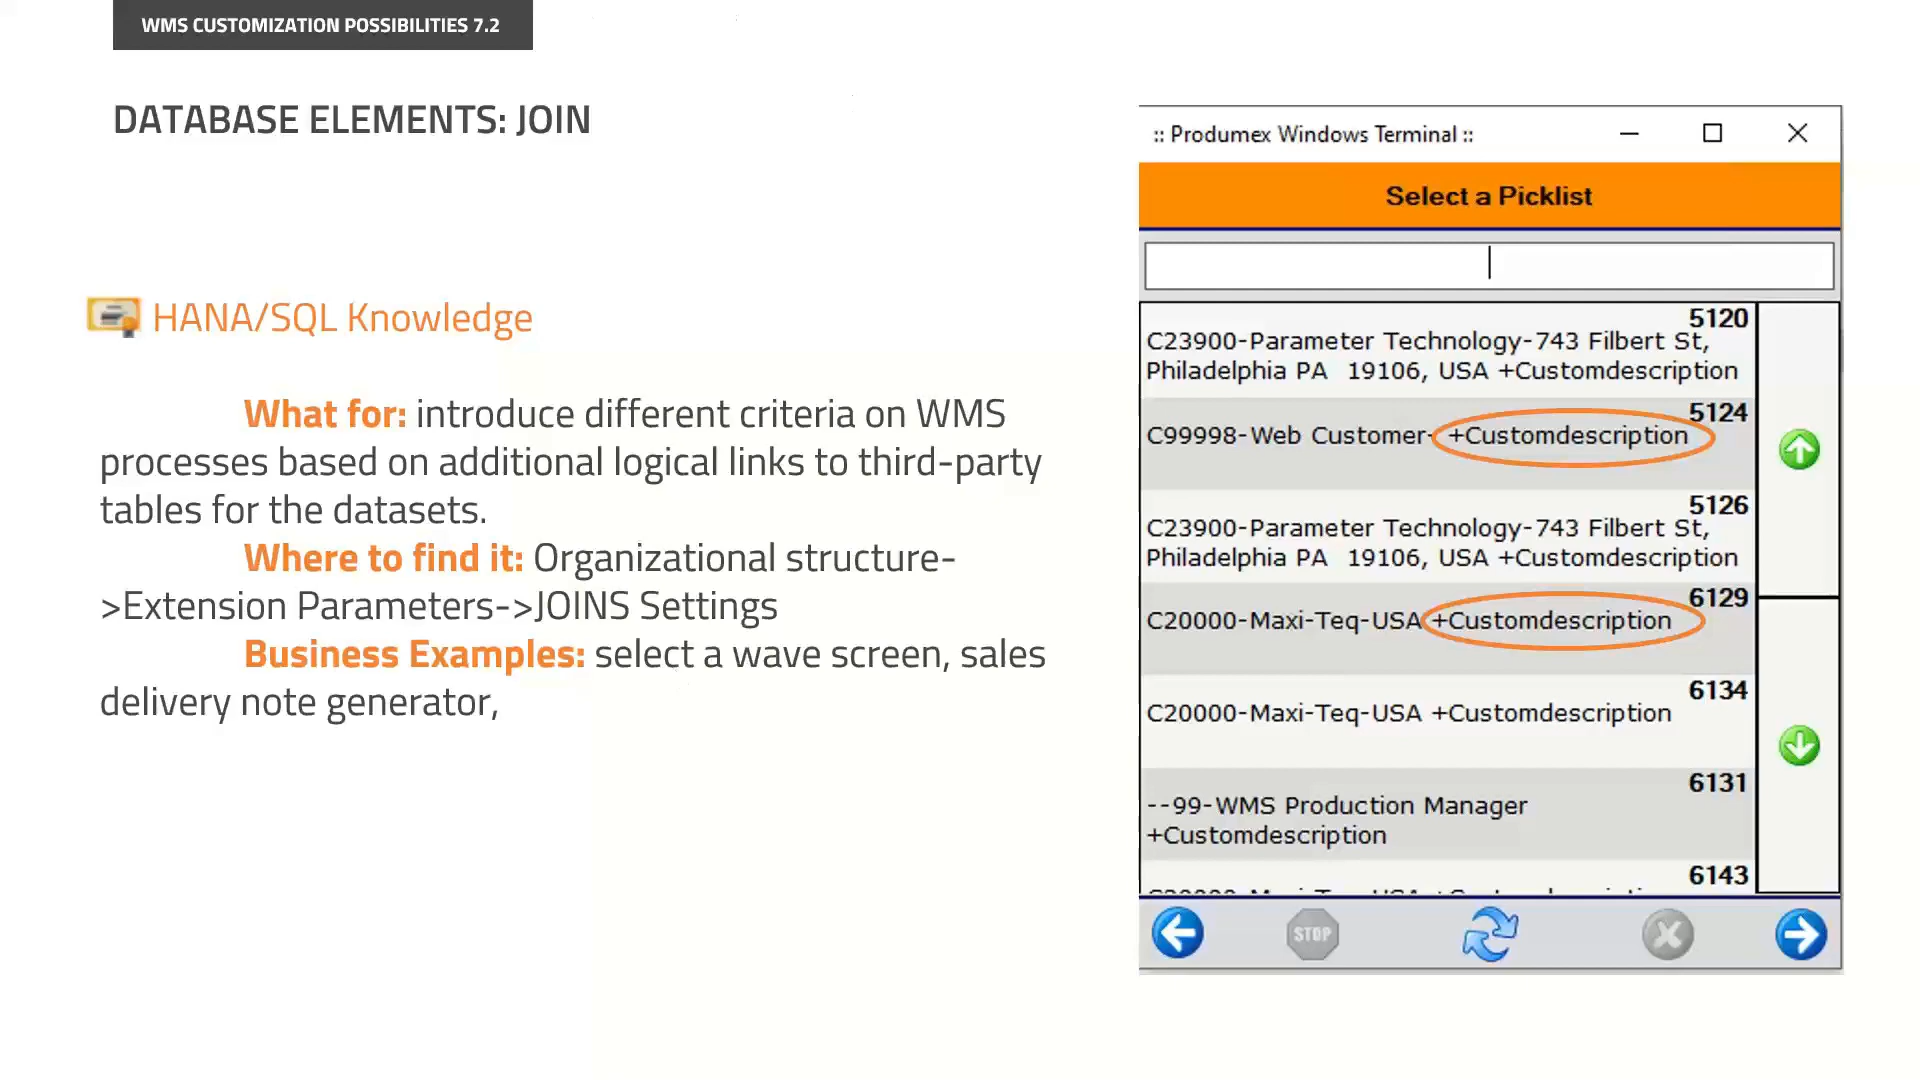 WMS CUSTOMIZATION POSSIBILITIES 7.2
DATABASE ELEMENTS: JOIN
HANA/SQL Knowledge
What for: introduce different criteria on WMS
processes based on additional logical links to third-party
tables for the datasets.
Where to find it: Organizational structure-
>Extension Parameters->JOINS Settings
Business Examples: select a wave screen, sales
delivery note generator,
:: Produmex Windows Terminal ::
Select a Picklist
5120
C23900-Parameter Technology-743 Filbert St,
Philadelphia PA  19106, USA +Customdescription
5124
C99998-Web Customer- +Customdescription
5126
C23900-Parameter Technology-743 Filbert St,
Philadelphia PA  19106, USA +Customdescription
6129
C20000-Maxi-Teq-USA +Customdescription
6134
C20000-Maxi-Teq-USA +Customdescription
6131
--99-WMS Production Manager
+Customdescription
6143
STOP